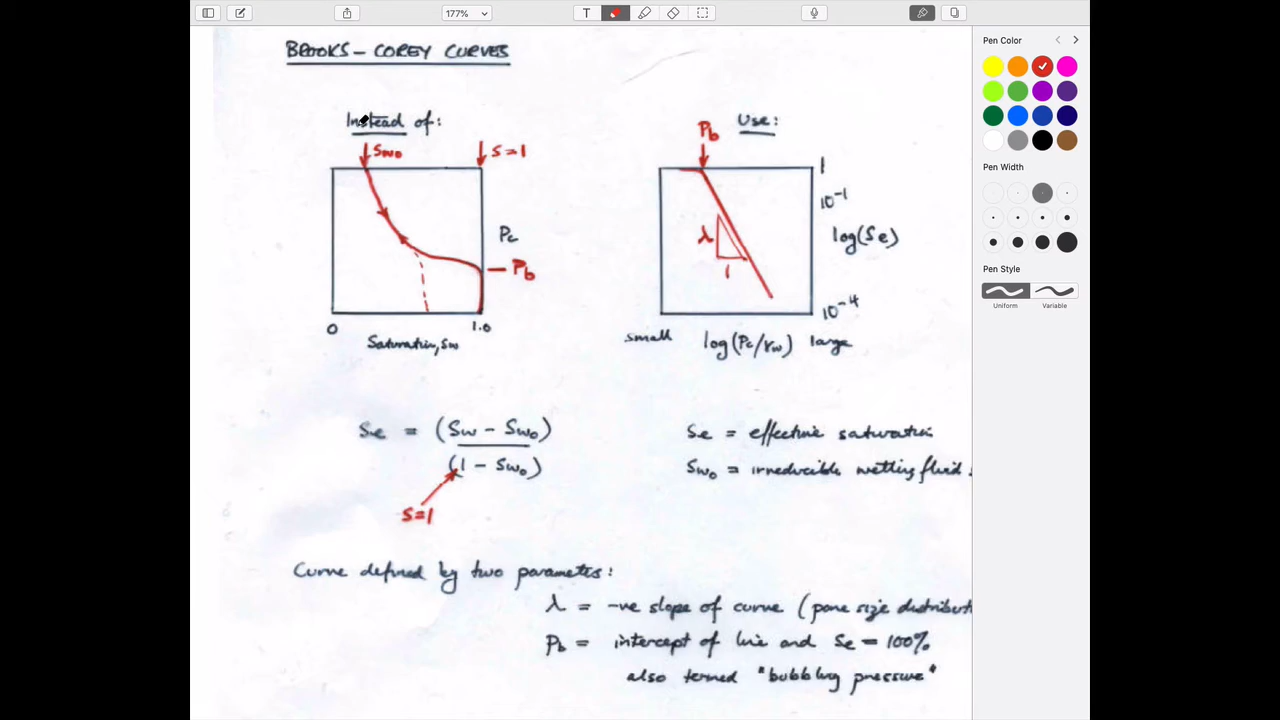 177%
T
Pen Color
Pen Width
Pen Style
Uniform
Variable
BROOKS - COREY CURVES
Instead of:
Use:
Swo
S=1
Pc
Pb
0
1.0
Saturation, Sw
Pb
1
10-1
log(Se)
10-4
λ
1
small
log(Pc/γw)
large
Se = (Sw - Swo)
(1 - Swo)
S=1
Se = effective saturation
Swo = irreducible wetting fluid
Curve defined by two parameters:
λ = -ve slope of curve (pore size distribut
Pb = intercept of line and Se = 100%
also termed "bubbling pressure"